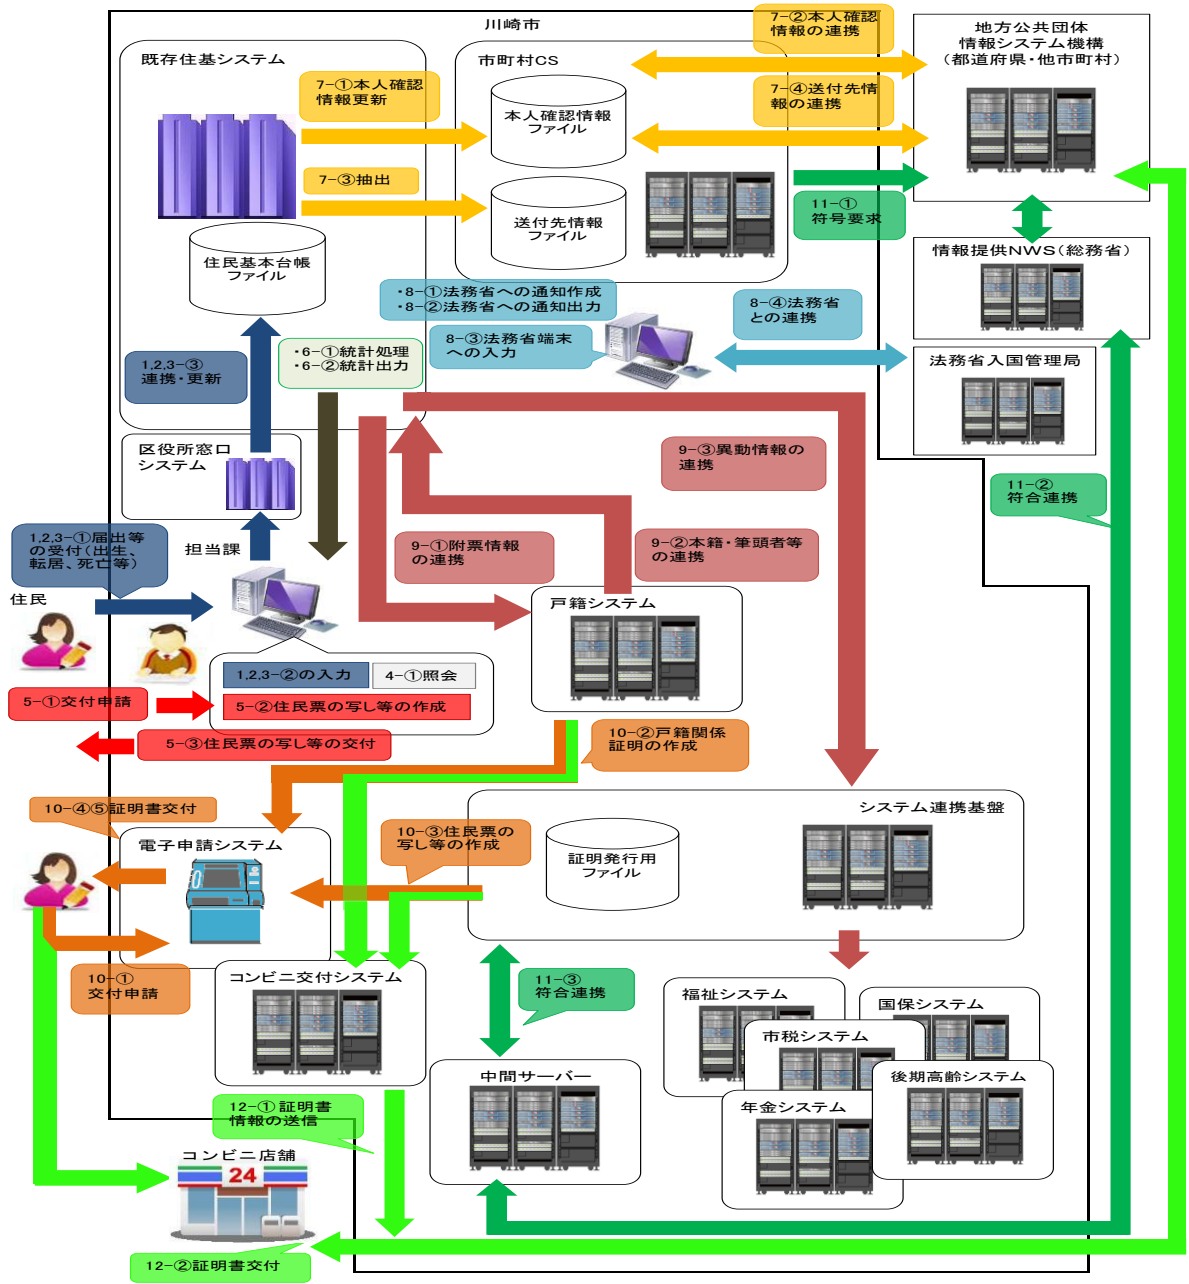 川崎市
既存住基システム
7-①本人確認
情報更新
7-③抽出
住民基本台帳
ファイル
市町村CS
本人確認情報
ファイル
送付先情報
ファイル
7-②本人確認
情報の連携
7-④送付先情
報の連携
11-①
符号要求
地方公共団体
情報システム機構
(都道府県・他市町村)
情報提供NWS(総務省)
法務省入国管理局
・8-①法務省への通知作成
・8-②法務省への通知出力
8-③法務省端末
への入力
8-④法務省
との連携
1,2,3-③
連携・更新
・6-①統計処理
・6-②統計出力
区役所窓口
システム
担当課
1,2,3-①届出等
の受付(出生、
転居、死亡等)
住民
9-①附票情報
の連携
9-②本籍・筆頭者等
の連携
9-③異動情報の
連携
11-②
符合連携
戸籍システム
1,2,3-②の入力
4-①照会
5-②住民票の写し等の作成
5-①交付申請
5-③住民票の写し等の交付
10-②戸籍関係
証明の作成
10-④⑤証明書交付
電子申請システム
10-③住民票の
写し等の作成
システム連携基盤
証明発行用
ファイル
10-①
交付申請
コンビニ交付システム
11-③
符合連携
中間サーバー
福祉システム
国保システム
市税システム
後期高齢システム
年金システム
12-①証明書
情報の送信
コンビニ店舗
24
12-②証明書交付